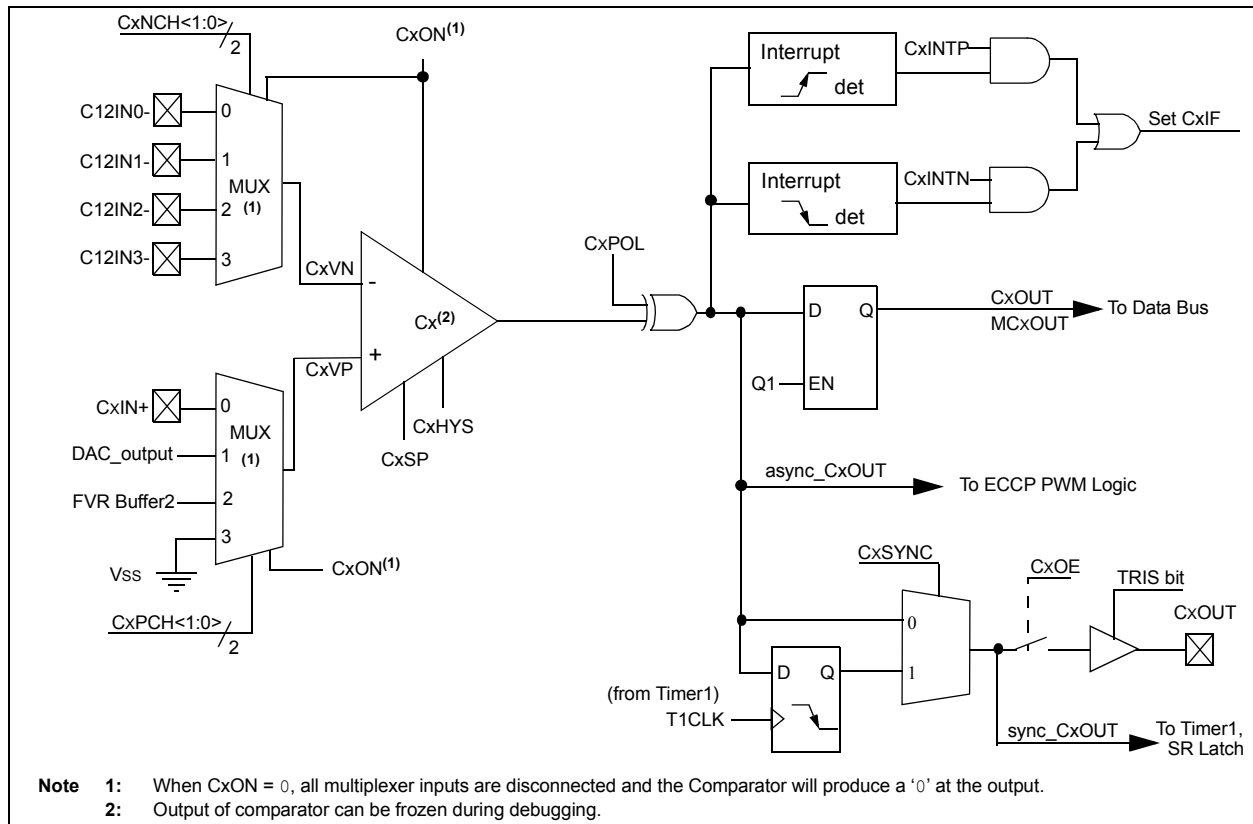 CxNCH<1:0>
2
CxON(1)
C12IN0-
C12IN1-
C12IN2-
C12IN3-
0
1
2
3
MUX
(1)
CxVN
-
Cx(2)
+
CxVP
CxHYS
CxSP
CxIN+
DAC_output
FVR Buffer2
VSS
0
1
2
3
MUX
(1)
CxON(1)
CxPCH<1:0>
2
CxPOL
Interrupt
det
CxINTP
Interrupt
det
CxINTN
Set CxIF
D
Q
Q1
EN
CxOUT
MCxOUT
To Data Bus
async_CxOUT
To ECCP PWM Logic
CxSYNC
0
1
D
Q
(from Timer1)
T1CLK
CxOE
TRIS bit
CxOUT
sync_CxOUT
To Timer1,
SR Latch
Note 1: When CxON = 0, all multiplexer inputs are disconnected and the Comparator will produce a ‘0’ at the output.
2: Output of comparator can be frozen during debugging.